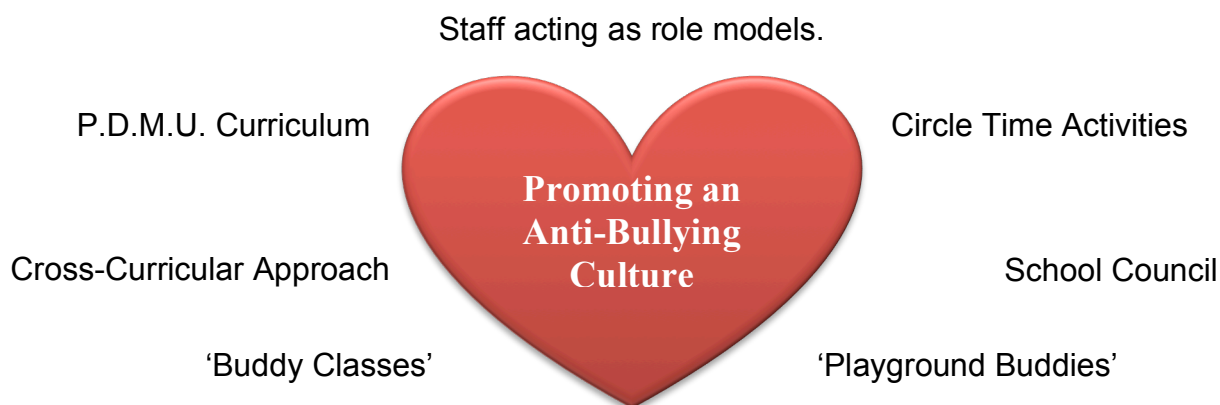 Staff acting as role models.
P.D.M.U. Curriculum
Circle Time Activities
Promoting an
Anti-Bullying
Culture
Cross-Curricular Approach
School Council
‘Buddy Classes’
‘Playground Buddies’